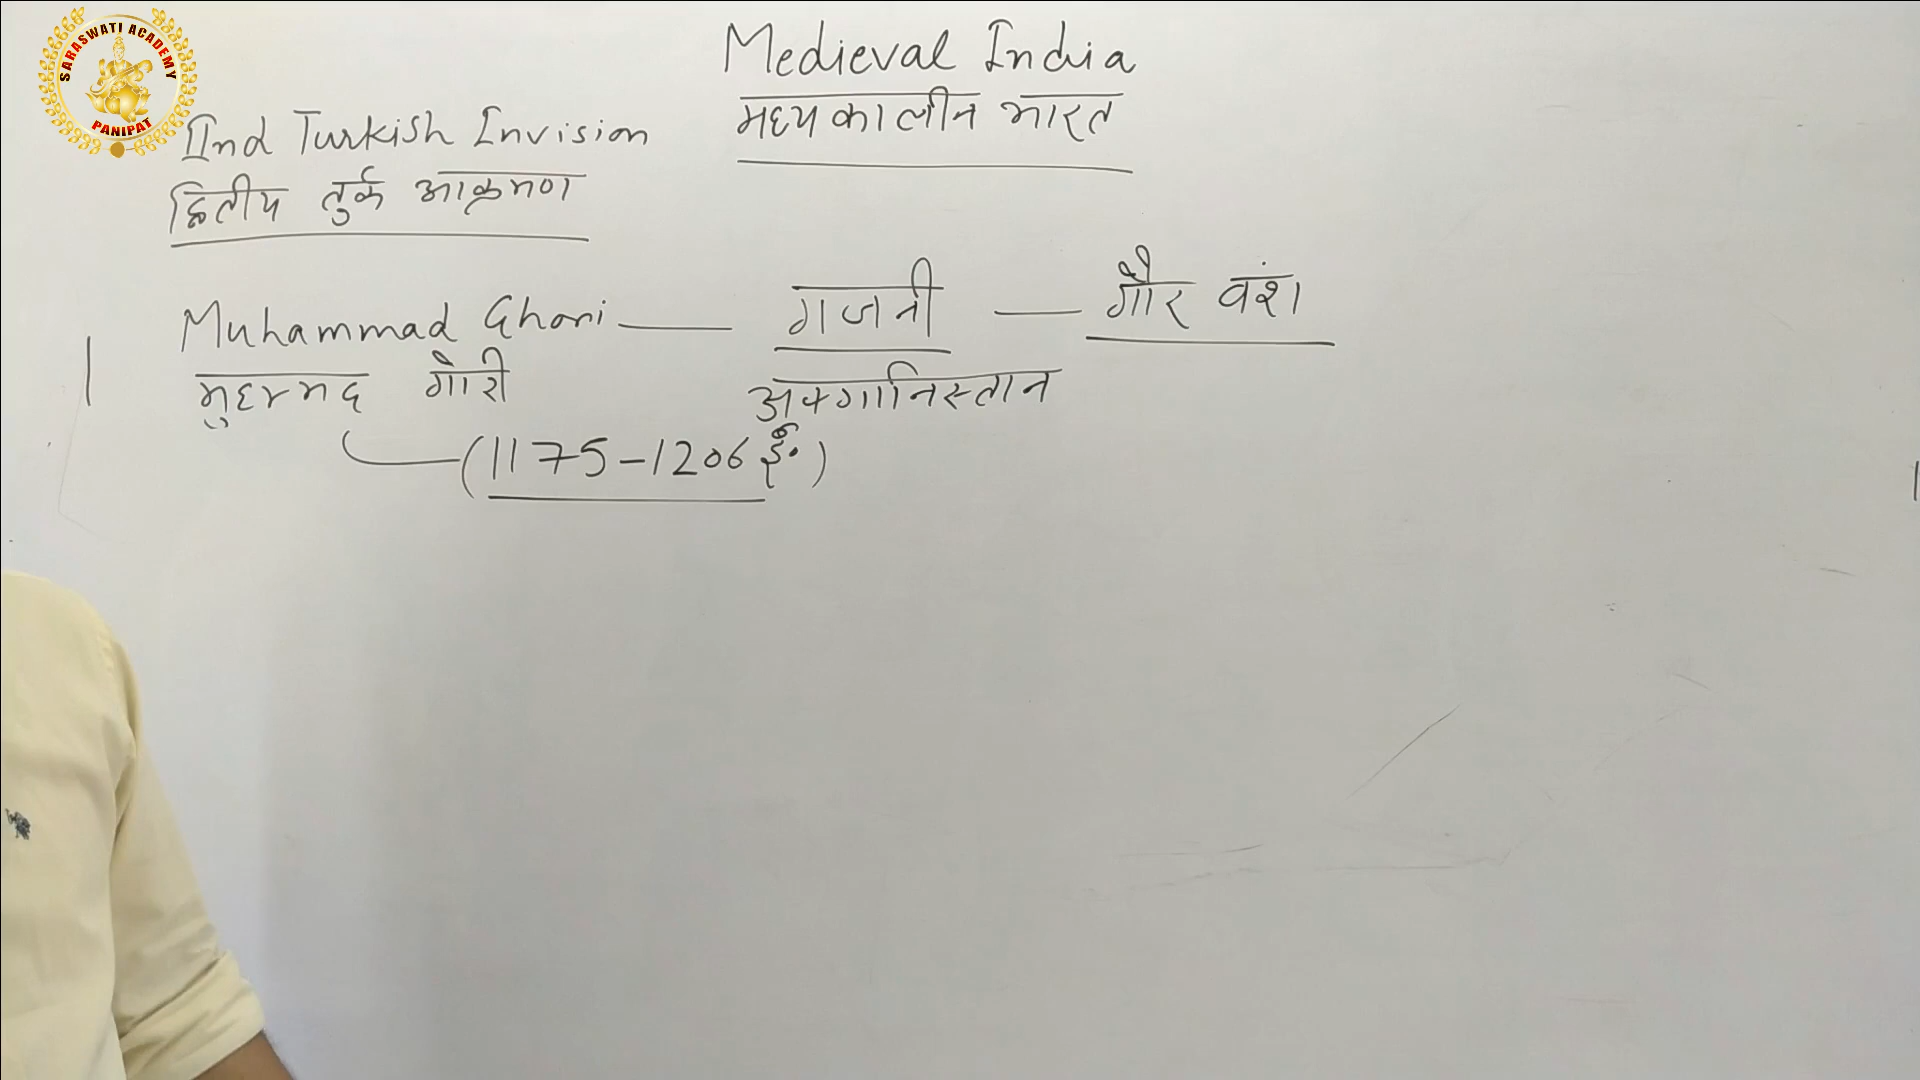 SARASWATI ACADEMY
PANIPAT
Medieval India
मध्यकालीन भारत
IInd Turkish Invision
द्वितीय तुर्क आक्रमण
Muhammad Ghori — गजनी — गौर वंश
मुहम्मद गौरी अफगानिस्तान
(1175-1206 ई०)